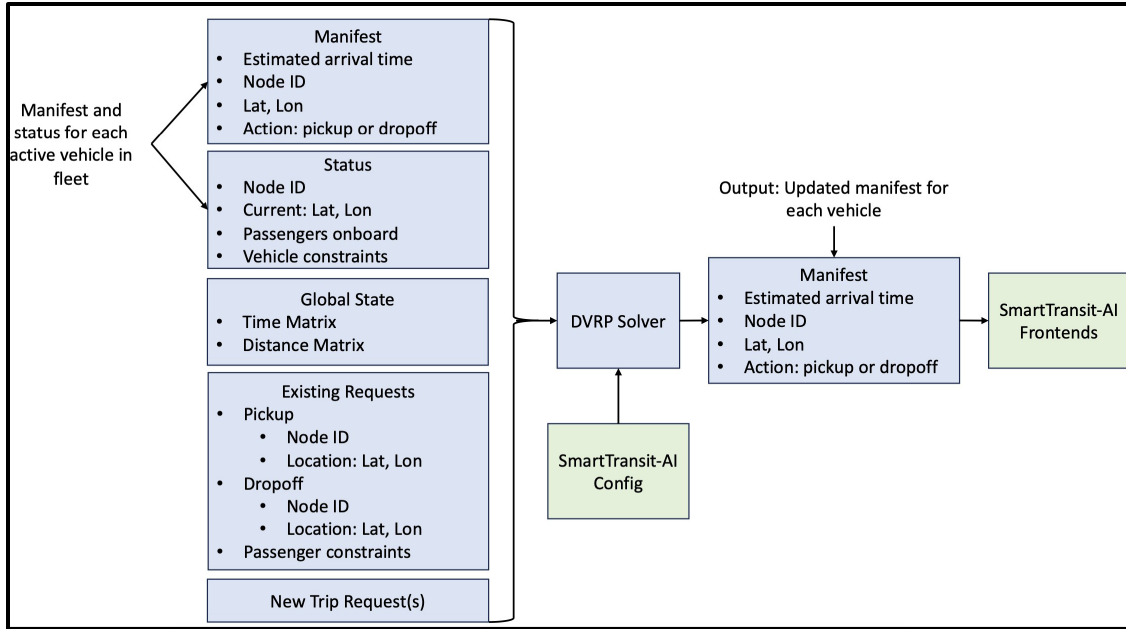 Manifest and
status for each
active vehicle in
fleet
Manifest
• Estimated arrival time
• Node ID
• Lat, Lon
• Action: pickup or dropoff
Status
• Node ID
• Current: Lat, Lon
• Passengers onboard
• Vehicle constraints
Global State
• Time Matrix
• Distance Matrix
Existing Requests
• Pickup
• Node ID
• Location: Lat, Lon
• Dropoff
• Node ID
• Location: Lat, Lon
• Passenger constraints
New Trip Request(s)
DVRP Solver
SmartTransit-AI
Config
Output: Updated manifest for
each vehicle
Manifest
• Estimated arrival time
• Node ID
• Lat, Lon
• Action: pickup or dropoff
SmartTransit-AI
Frontends